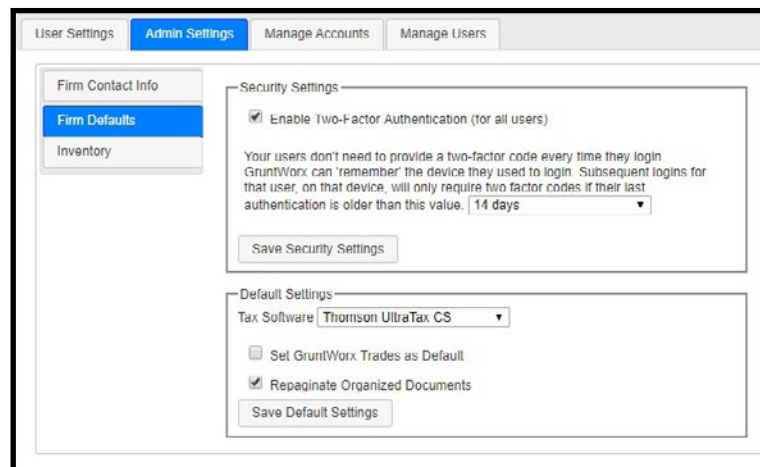 User Settings Admin Settings Manage Accounts Manage Users
Firm Contact Info
Firm Defaults
Inventory
Security Settings
Enable Two-Factor Authentication (for all users)
Your users don't need to provide a two-factor code every time they login
GruntWorx can 'remember' the device they used to login. Subsequent logins for
that user, on that device, will only require two factor codes if their last
authentication is older than this value. 14 days
Save Security Settings
Default Settings
Tax Software Thomson UltraTax CS
Set GruntWorx Trades as Default
Repaginate Organized Documents
Save Default Settings